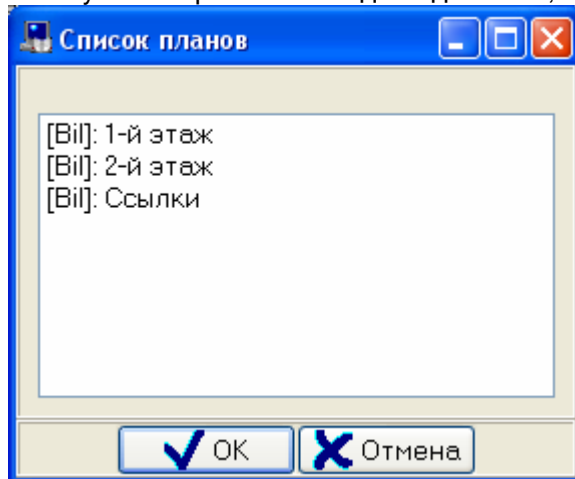 Список планов
[Bil]: 1-й этаж
[Bil]: 2-й этаж
[Bil]: Ссылки
OK
Отмена